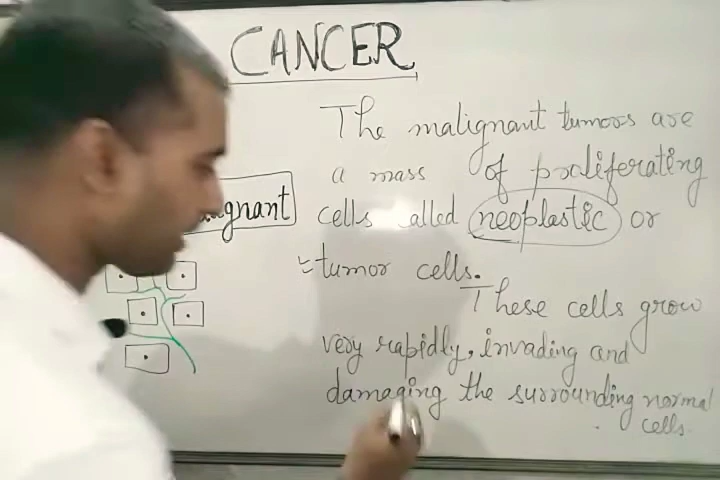 CANCER
The malignant tumors are
a mass of proliferating
gnant
cells called neoplastic or
tumor cells.
These cells grow
very rapidly, invading and
damaging the surrounding normal
cells.